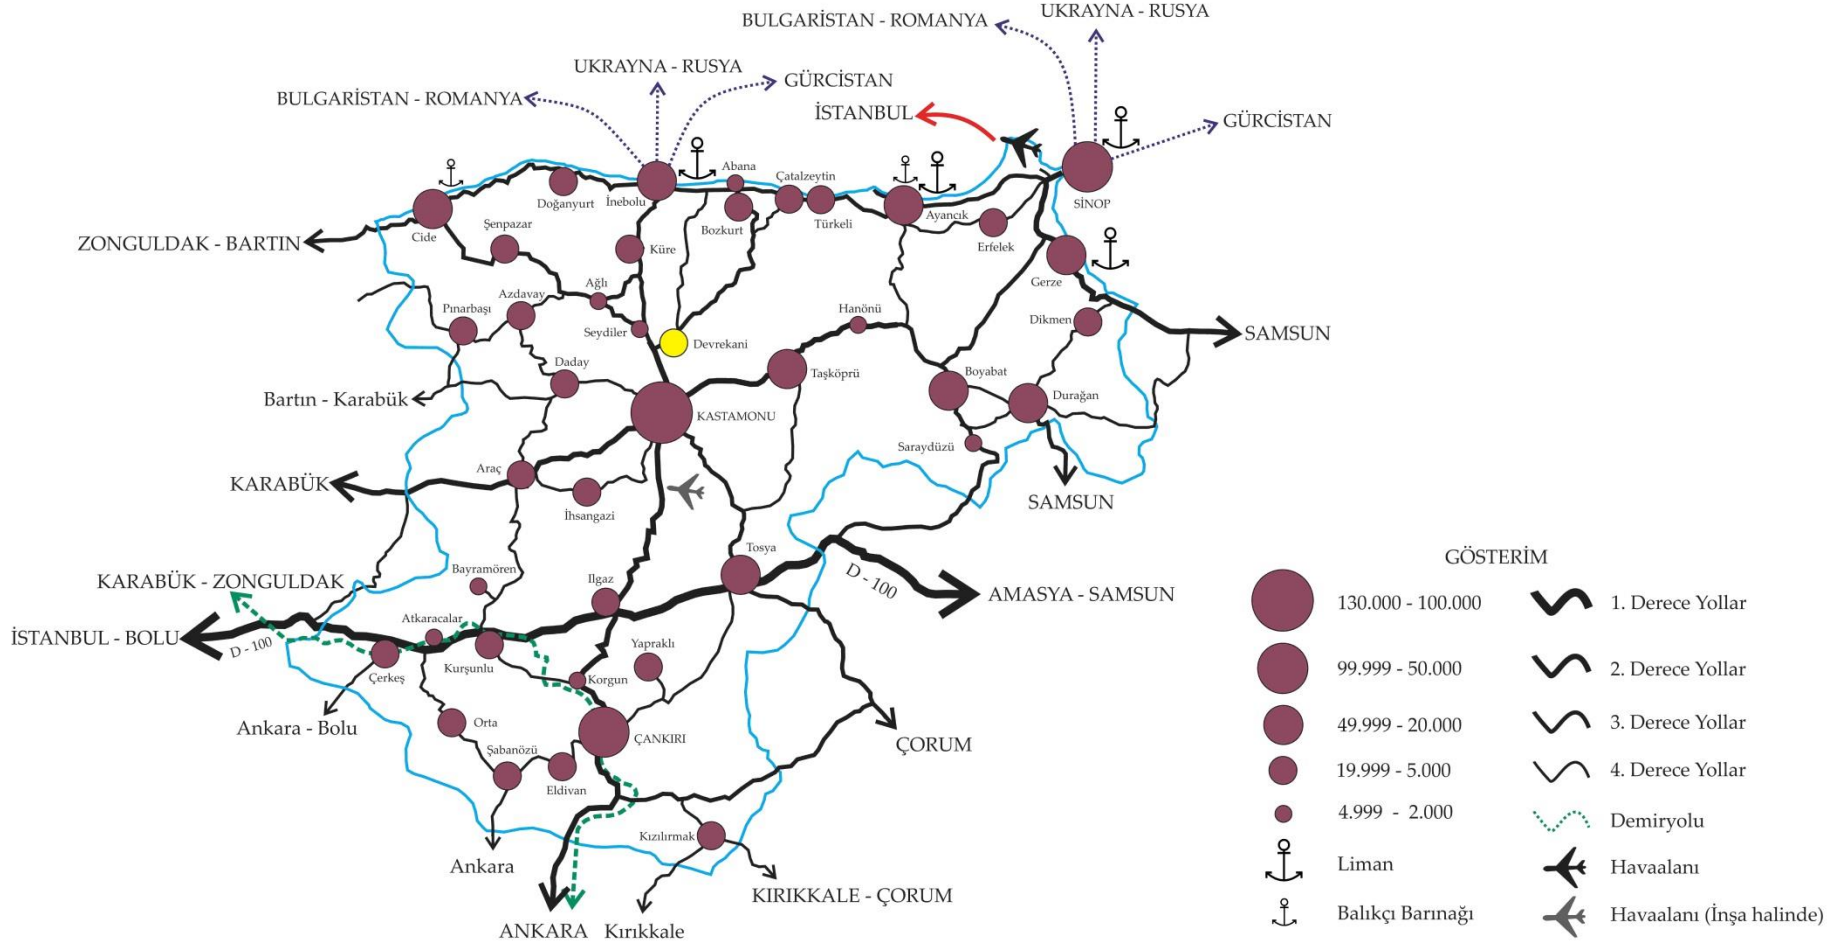 UKRAYNA - RUSYA
BULGARİSTAN - ROMANYA
UKRAYNA - RUSYA
GÜRCİSTAN
BULGARİSTAN - ROMANYA
İSTANBUL
GÜRCİSTAN
Abana
Çatalzeytin
Doğanyurt
İnebolu
SİNOP
Ayancık
Türkeli
Bozkurt
Şenpazar
Cide
Erfelek
ZONGULDAK - BARTIN
Küre
Gerze
Ağlı
Azdavay
Pınarbaşı
Hanönü
Dikmen
Seydiler
SAMSUN
Devrekani
Daday
Taşköprü
Boyabat
Durağan
Bartın - Karabük
KASTAMONU
Saraydüzü
Araç
KARABÜK
SAMSUN
İhsangazi
Tosya
GÖSTERİM
Bayramören
Ilgaz
KARABÜK - ZONGULDAK
D - 100
AMASYA - SAMSUN
130.000 - 100.000
1. Derece Yollar
Atkaracalar
İSTANBUL - BOLU
D - 100
Yapraklı
Kurşunlu
Çerkeş
Korgun
99.999 - 50.000
2. Derece Yollar
Ankara - Bolu
Orta
ÇANKIRI
49.999 - 20.000
3. Derece Yollar
ÇORUM
Şabanözü
Eldivan
19.999 - 5.000
4. Derece Yollar
4.999 - 2.000
Demiryolu
Kızılırmak
Ankara
Liman
Havaalanı
KIRIKKALE - ÇORUM
Balıkçı Barınağı
Havaalanı (İnşa halinde)
ANKARA
Kırıkkale